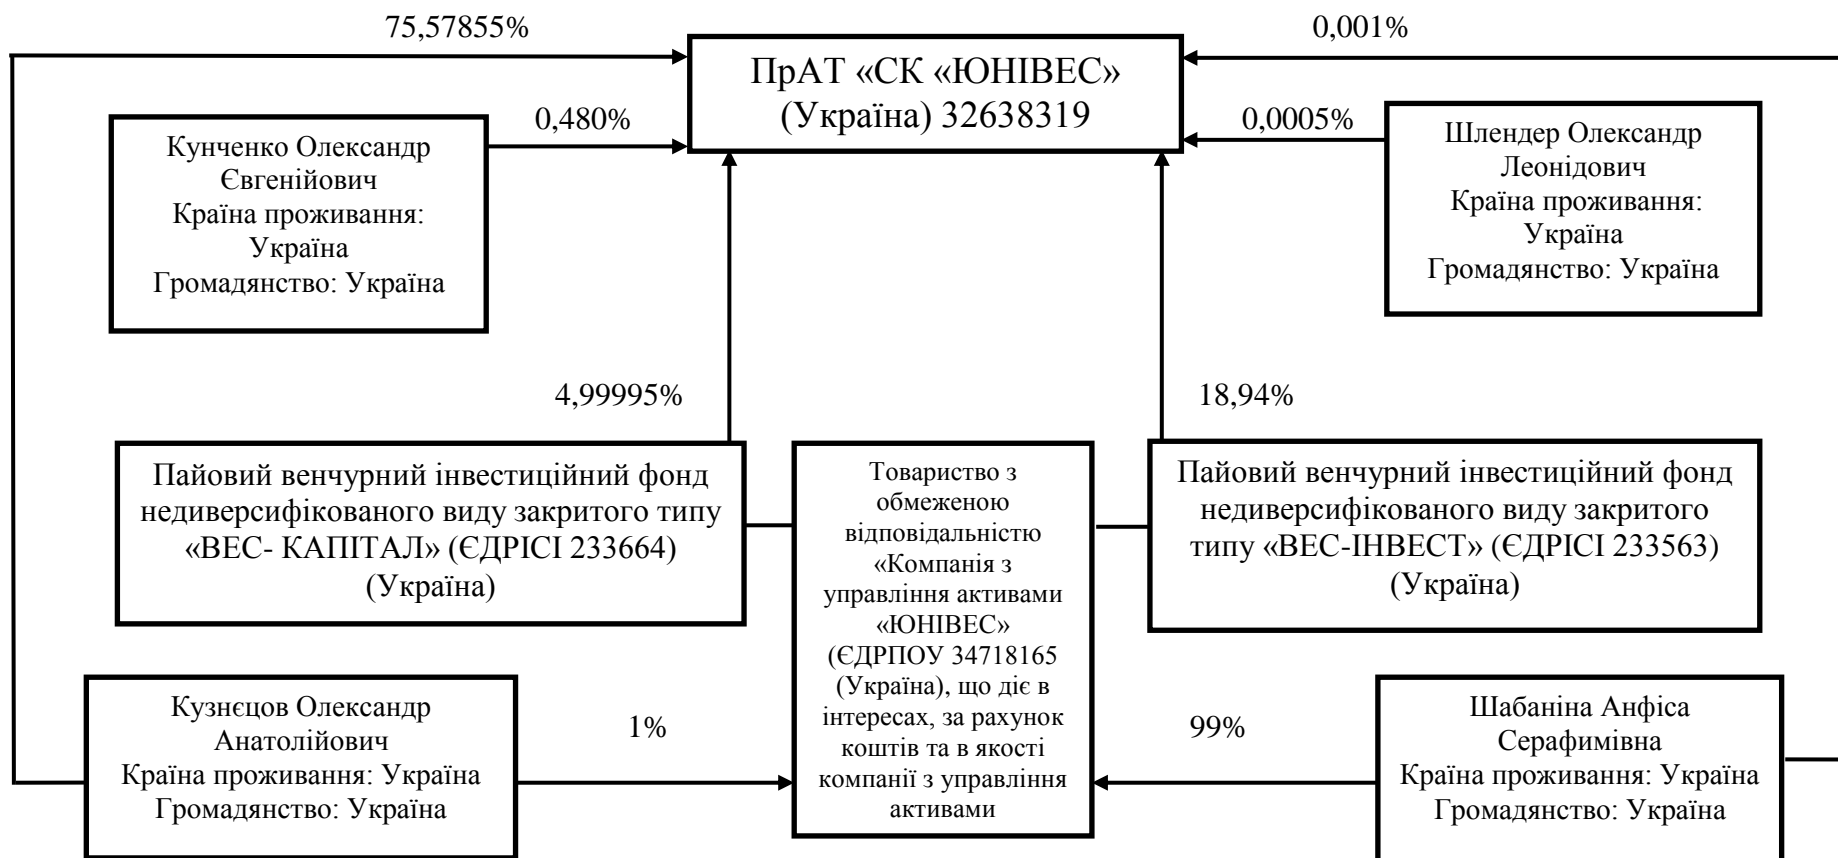 75,57855%
0,001%
ПрАТ «СК «ЮНІВЕС»
(Україна) 32638319
0,480%
0,0005%
Кунченко Олександр
Євгенійович
Країна проживання:
Україна
Громадянство: Україна
Шлендер Олександр
Леонідович
Країна проживання:
Україна
Громадянство: Україна
4,99995%
18,94%
Пайовий венчурний інвестиційний фонд
недиверсифікованого виду закритого типу
«ВЕС- КАПІТАЛ» (ЄДРІСІ 233664)
(Україна)
Товариство з
обмеженою
відповідальністю
«Компанія з
управління активами
«ЮНІВЕС»
(ЄДРПОУ 34718165
(Україна), що діє в
інтересах, за рахунок
коштів та в якості
компанії з управління
активами
Пайовий венчурний інвестиційний фонд
недиверсифікованого виду закритого
типу «ВЕС-ІНВЕСТ» (ЄДРІСІ 233563)
(Україна)
Кузнєцов Олександр
Анатолійович
Країна проживання: Україна
Громадянство: Україна
1%
99%
Шабаніна Анфіса
Серафимівна
Країна проживання: Україна
Громадянство: Україна